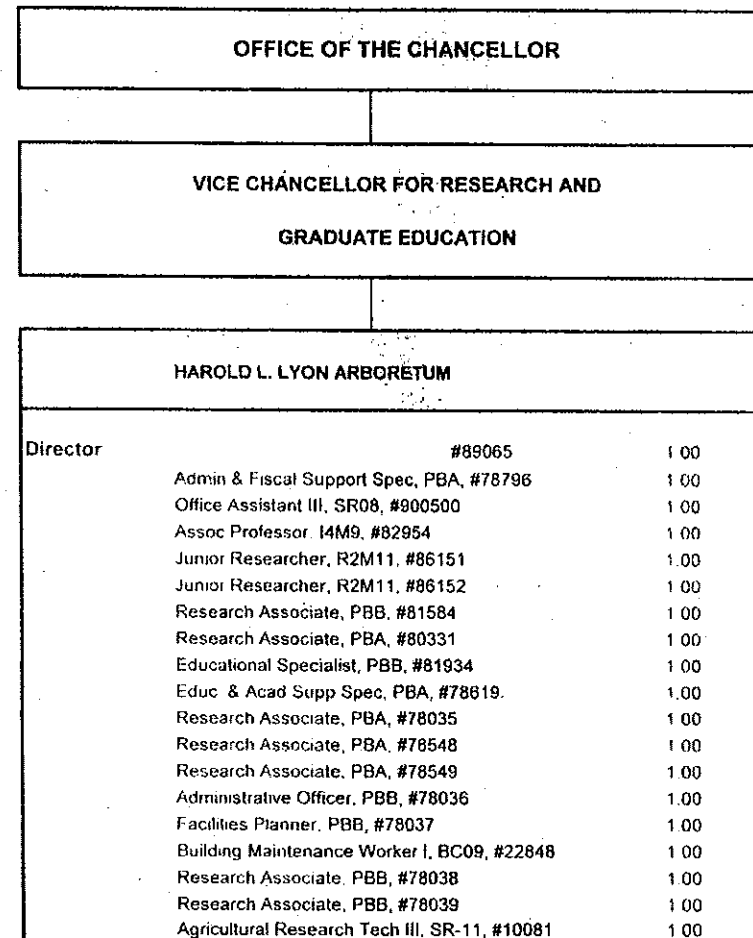 OFFICE OF THE CHANCELLOR
VICE CHANCELLOR FOR RESEARCH AND
GRADUATE EDUCATION
HAROLD L. LYON ARBORETUM
Director #89065 1.00
Admin & Fiscal Support Spec, PBA, #78796 1.00
Office Assistant III, SR08, #900500 1.00
Assoc Professor, I4M9, #82954 1.00
Junior Researcher, R2M11, #86151 1.00
Junior Researcher, R2M11, #86152 1.00
Research Associate, PBB, #81584 1.00
Research Associate, PBA, #80331 1.00
Educational Specialist, PBB, #81934 1.00
Educ & Acad Supp Spec, PBA, #78619. 1.00
Research Associate, PBA, #78035 1.00
Research Associate, PBA, #78548 1.00
Research Associate, PBA, #78549 1.00
Administrative Officer, PBB, #78036 1.00
Facilities Planner, PBB, #78037 1.00
Building Maintenance Worker I, BC09, #22848 1.00
Research Associate, PBB, #78038 1.00
Research Associate, PBB, #78039 1.00
Agricultural Research Tech III, SR-11, #10081 1.00